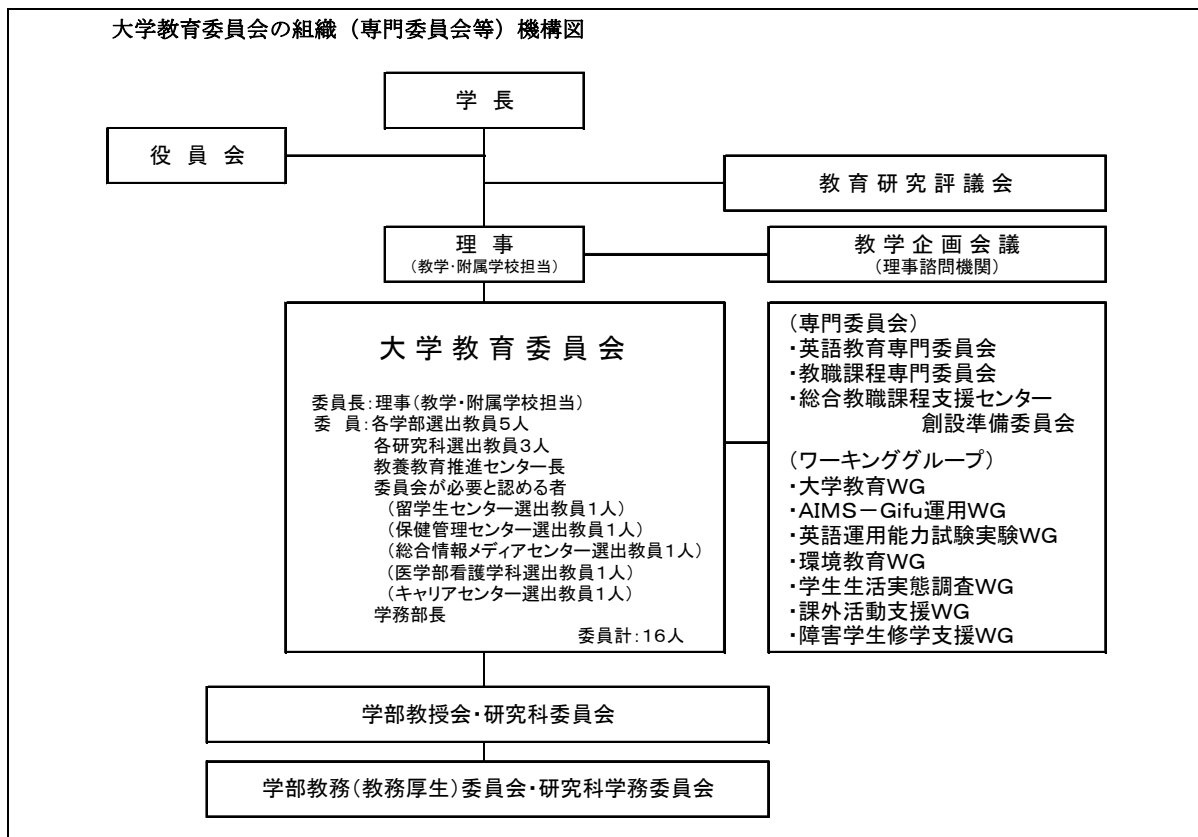 大学教育委員会の組織（専門委員会等）機構図
学 長
役 員 会
教 育 研 究 評 議 会
理 事
（教学・附属学校担当）
教 学 企 画 会 議
（理事諮問機関）
大 学 教 育 委 員 会
委員長：理事（教学・附属学校担当）
委　員：各学部選出教員５人
各研究科選出教員３人
教養教育推進センター長
委員会が必要と認める者
（留学生センター選出教員１人）
（保健管理センター選出教員１人）
（総合情報メディアセンター選出教員１人）
（医学部看護学科選出教員１人）
（キャリアセンター選出教員１人）
学務部長
委員計：１６人
（専門委員会）
・英語教育専門委員会
・教職課程専門委員会
・総合教職課程支援センター
創設準備委員会
（ワーキンググループ）
・大学教育ＷＧ
・AIMS－Gifu運用ＷＧ
・英語運用能力試験実験ＷＧ
・環境教育ＷＧ
・学生生活実態調査ＷＧ
・課外活動支援ＷＧ
・障害学生修学支援ＷＧ
学部教授会・研究科委員会
学部教務（教務厚生）委員会・研究科学務委員会